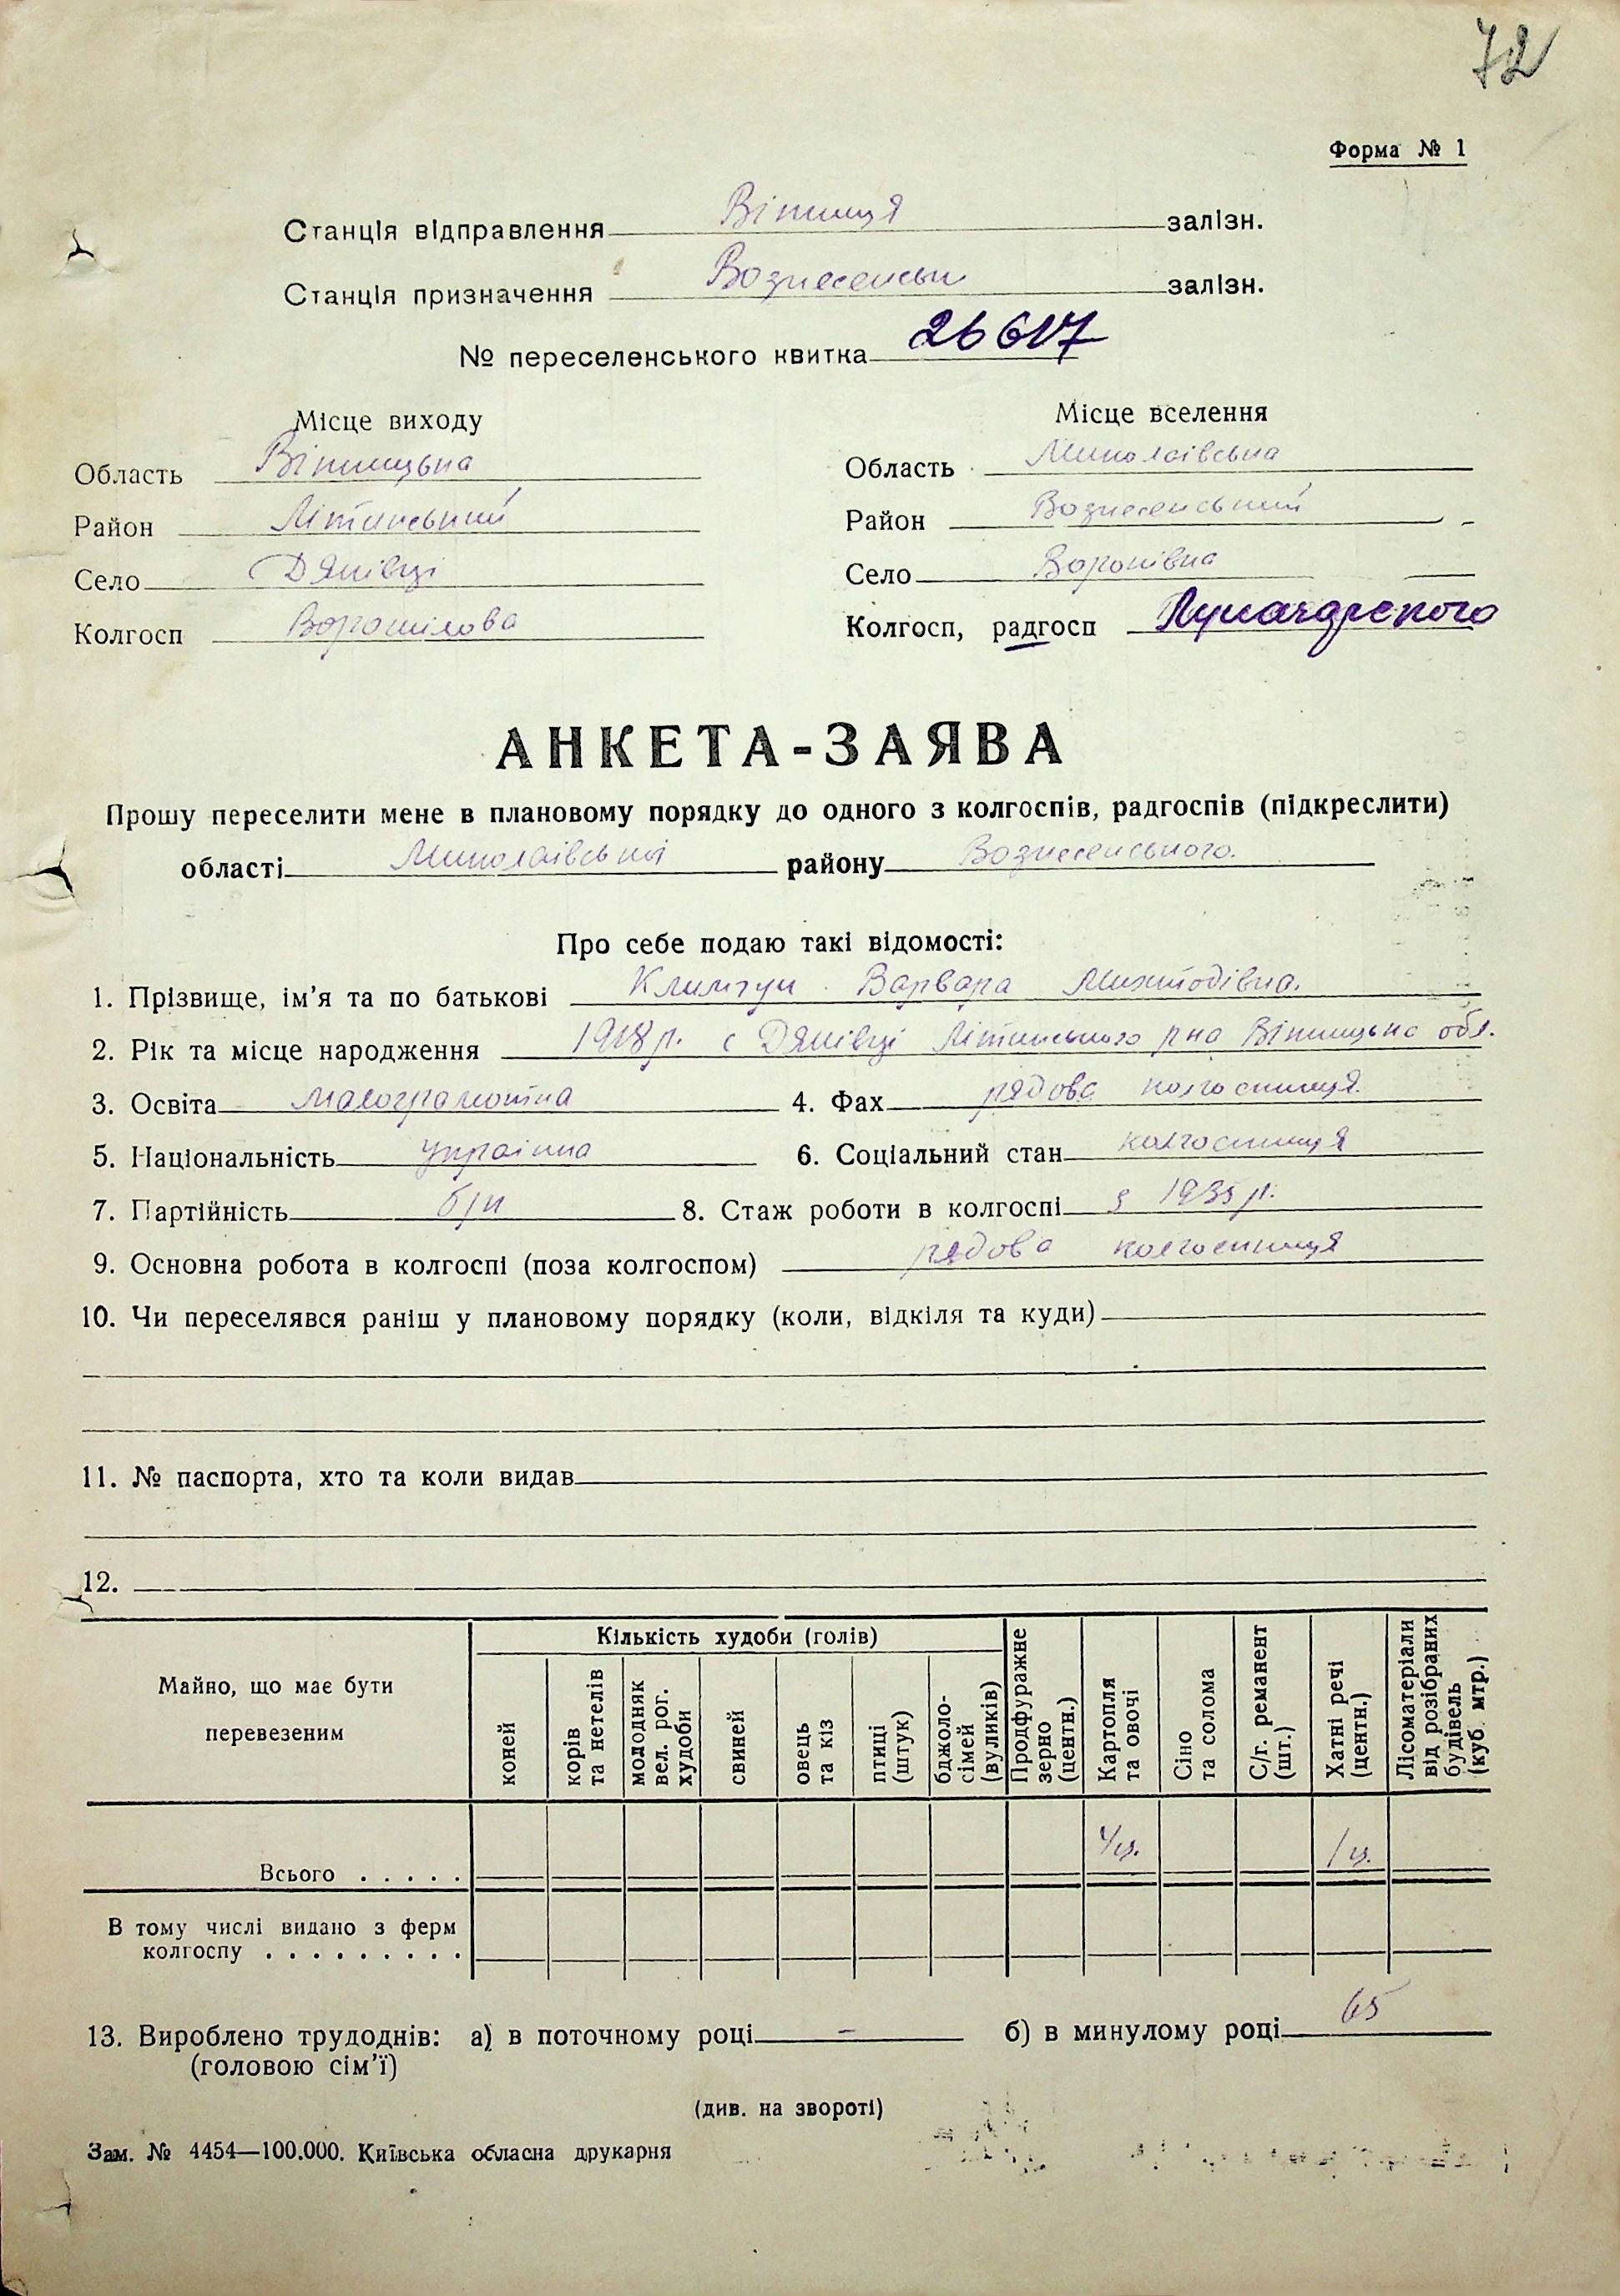 72
Форма № 1
Станція відправлення Вінниця залізн.
Станція призначення Вознесенськ залізн.
№ переселенського квитка 26617
Місце виходу
Область Вінницька
Район Літинський
Село Дяківці
Колгосп Ворошилова
Місце вселення
Область Миколаївська
Район Вознесенський
Село Воронівка
Колгосп, радгосп Луначарського
АНКЕТА-ЗАЯВА
Прошу переселити мене в плановому порядку до одного з колгоспів, радгоспів (підкреслити)
області Миколаївської району Вознесенського
Про себе подаю такі відомості:
1. Прізвище, ім'я та по батькові Варвара
2. Рік та місце народження 1918 р. с Дяківці Літинського р на Вінницька обл.
3. Освіта малограмотна 4. Фах рядова колгоспниця
5. Національність українка 6. Соціальний стан колгоспниця
7. Партійність б/п 8. Стаж роботи в колгоспі з 1935 р.
9. Основна робота в колгоспі (поза колгоспом) рядова колгоспниця
10. Чи переселявся раніш у плановому порядку (коли, відкіля та куди)
11. № паспорта, хто та коли видав
12.
Майно, що має бути перевезеним
Кількість худоби (голів)
коней
корів та нетелів
молодняк вел. рог. худоби
свиней
овець та кіз
птиці (штук)
бджоло-сімей (вуликів)
Продфуражне зерно (центн.)
Картопля та овочі
Сіно та солома
С/г. реманент (шт.)
Хатні речі (центн.)
Лісоматеріали від розібраних будівель (куб. мтр.)
Всього . . . . . 4 ц. 1 ц.
В тому числі видано з ферм
колгоспу . . . . . . . . .
13. Вироблено трудоднів: а) в поточному році - б) в минулому році 65
(головою сім'ї)
(див. на звороті)
Зам. № 4454—100.000. Київська обласна друкарня